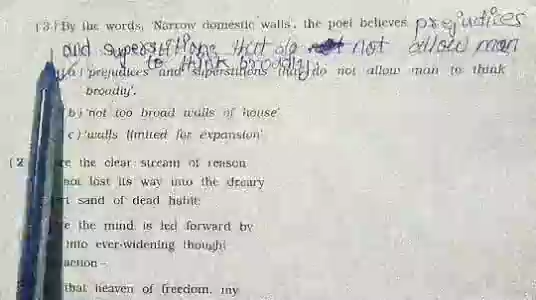 (3) By the words, 'Narrow domestic walls', the poet believes prejudices
and superstitions that do not allow man
to think broadly
'prejudices and superstitions that do not allow man to think
broadly'.
(b) 'not too broad walls of house'
c) 'walls limited for expansion'
(2
the clear stream of reason
not lost its way into the dreary
sand of dead habit
the mind is led forward by
into ever-widening thought
action -
that heaven of freedom, my